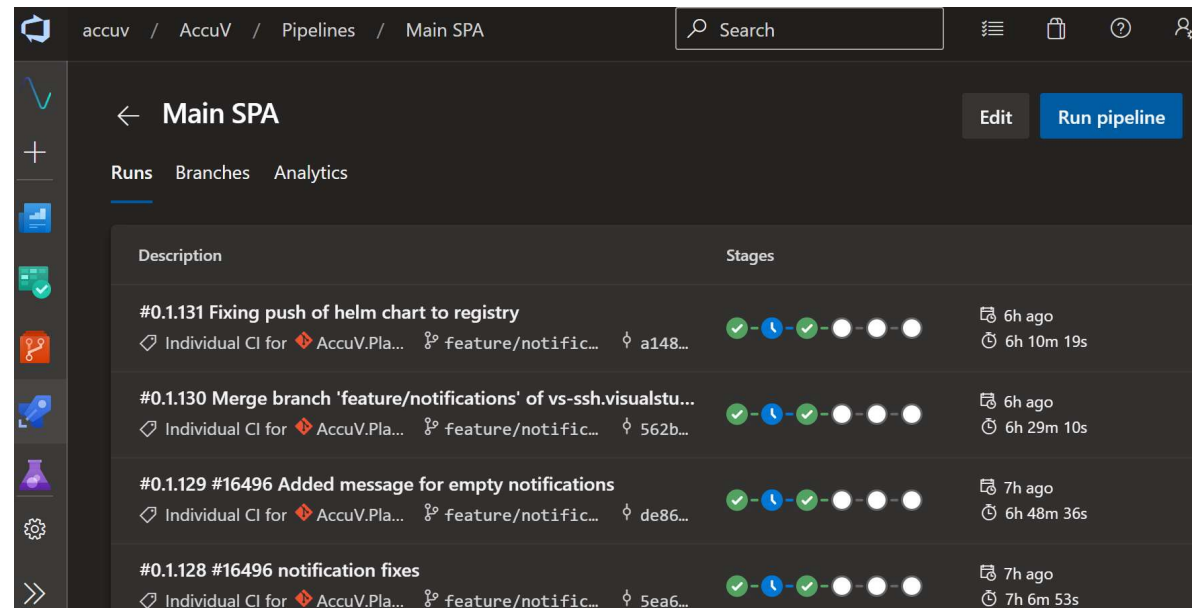 accuv / AccuV / Pipelines / Main SPA
Search
Main SPA
Edit
Run pipeline
Runs Branches Analytics
Description Stages
#0.1.131 Fixing push of helm chart to registry
Individual CI for AccuV.Pla... feature/notific... a148...
6h ago
6h 10m 19s
#0.1.130 Merge branch 'feature/notifications' of vs-ssh.visualstu...
Individual CI for AccuV.Pla... feature/notific... 562b...
6h ago
6h 29m 10s
#0.1.129 #16496 Added message for empty notifications
Individual CI for AccuV.Pla... feature/notific... de86...
7h ago
6h 48m 36s
#0.1.128 #16496 notification fixes
Individual CI for AccuV.Pla... feature/notific... 5ea6...
7h ago
7h 6m 53s